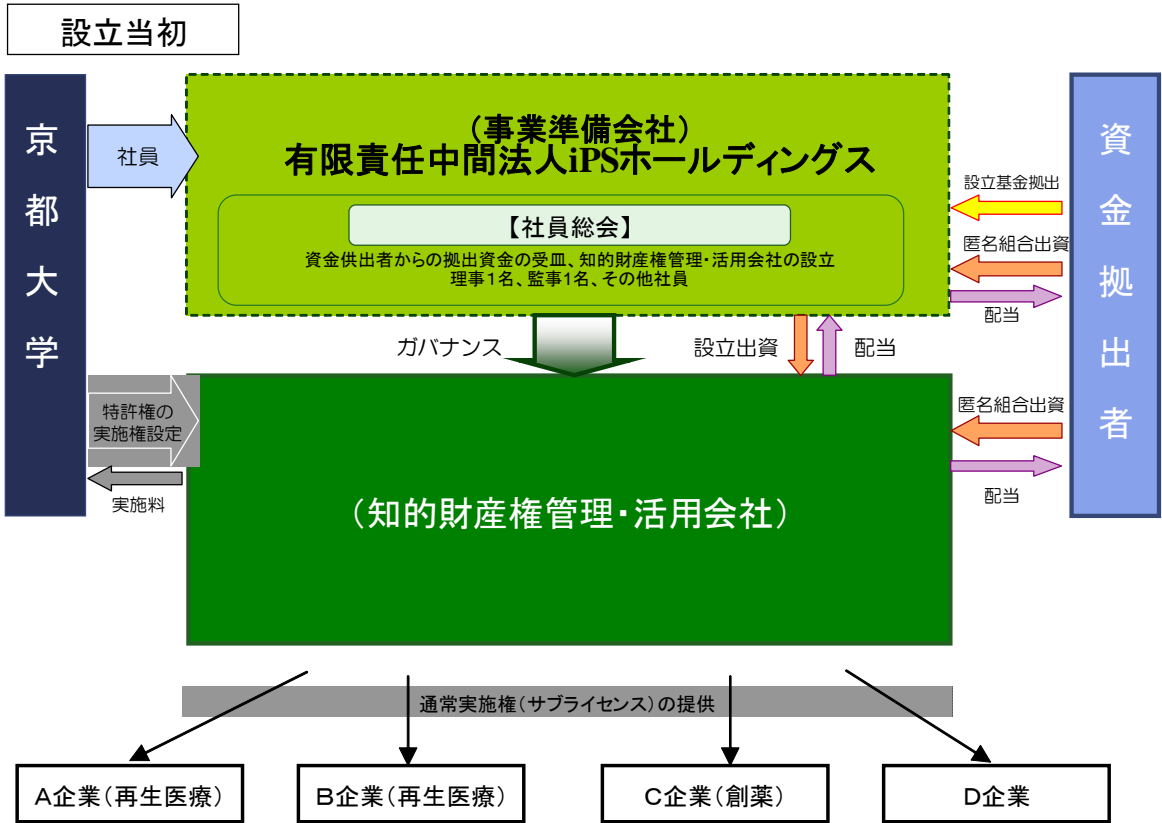 設立当初
京都大学
社員
(事業準備会社)
有限責任中間法人iPSホールディングス
【社員総会】
資金供出者からの拠出資金の受皿、知的財産権管理・活用会社の設立
理事1名、監事1名、その他社員
資金拠出者
設立基金拠出
匿名組合出資
配当
ガバナンス
設立出資
配当
特許権の
実施権設定
実施料
(知的財産権管理・活用会社)
匿名組合出資
配当
通常実施権(サブライセンス)の提供
A企業(再生医療)
B企業(再生医療)
C企業(創薬)
D企業